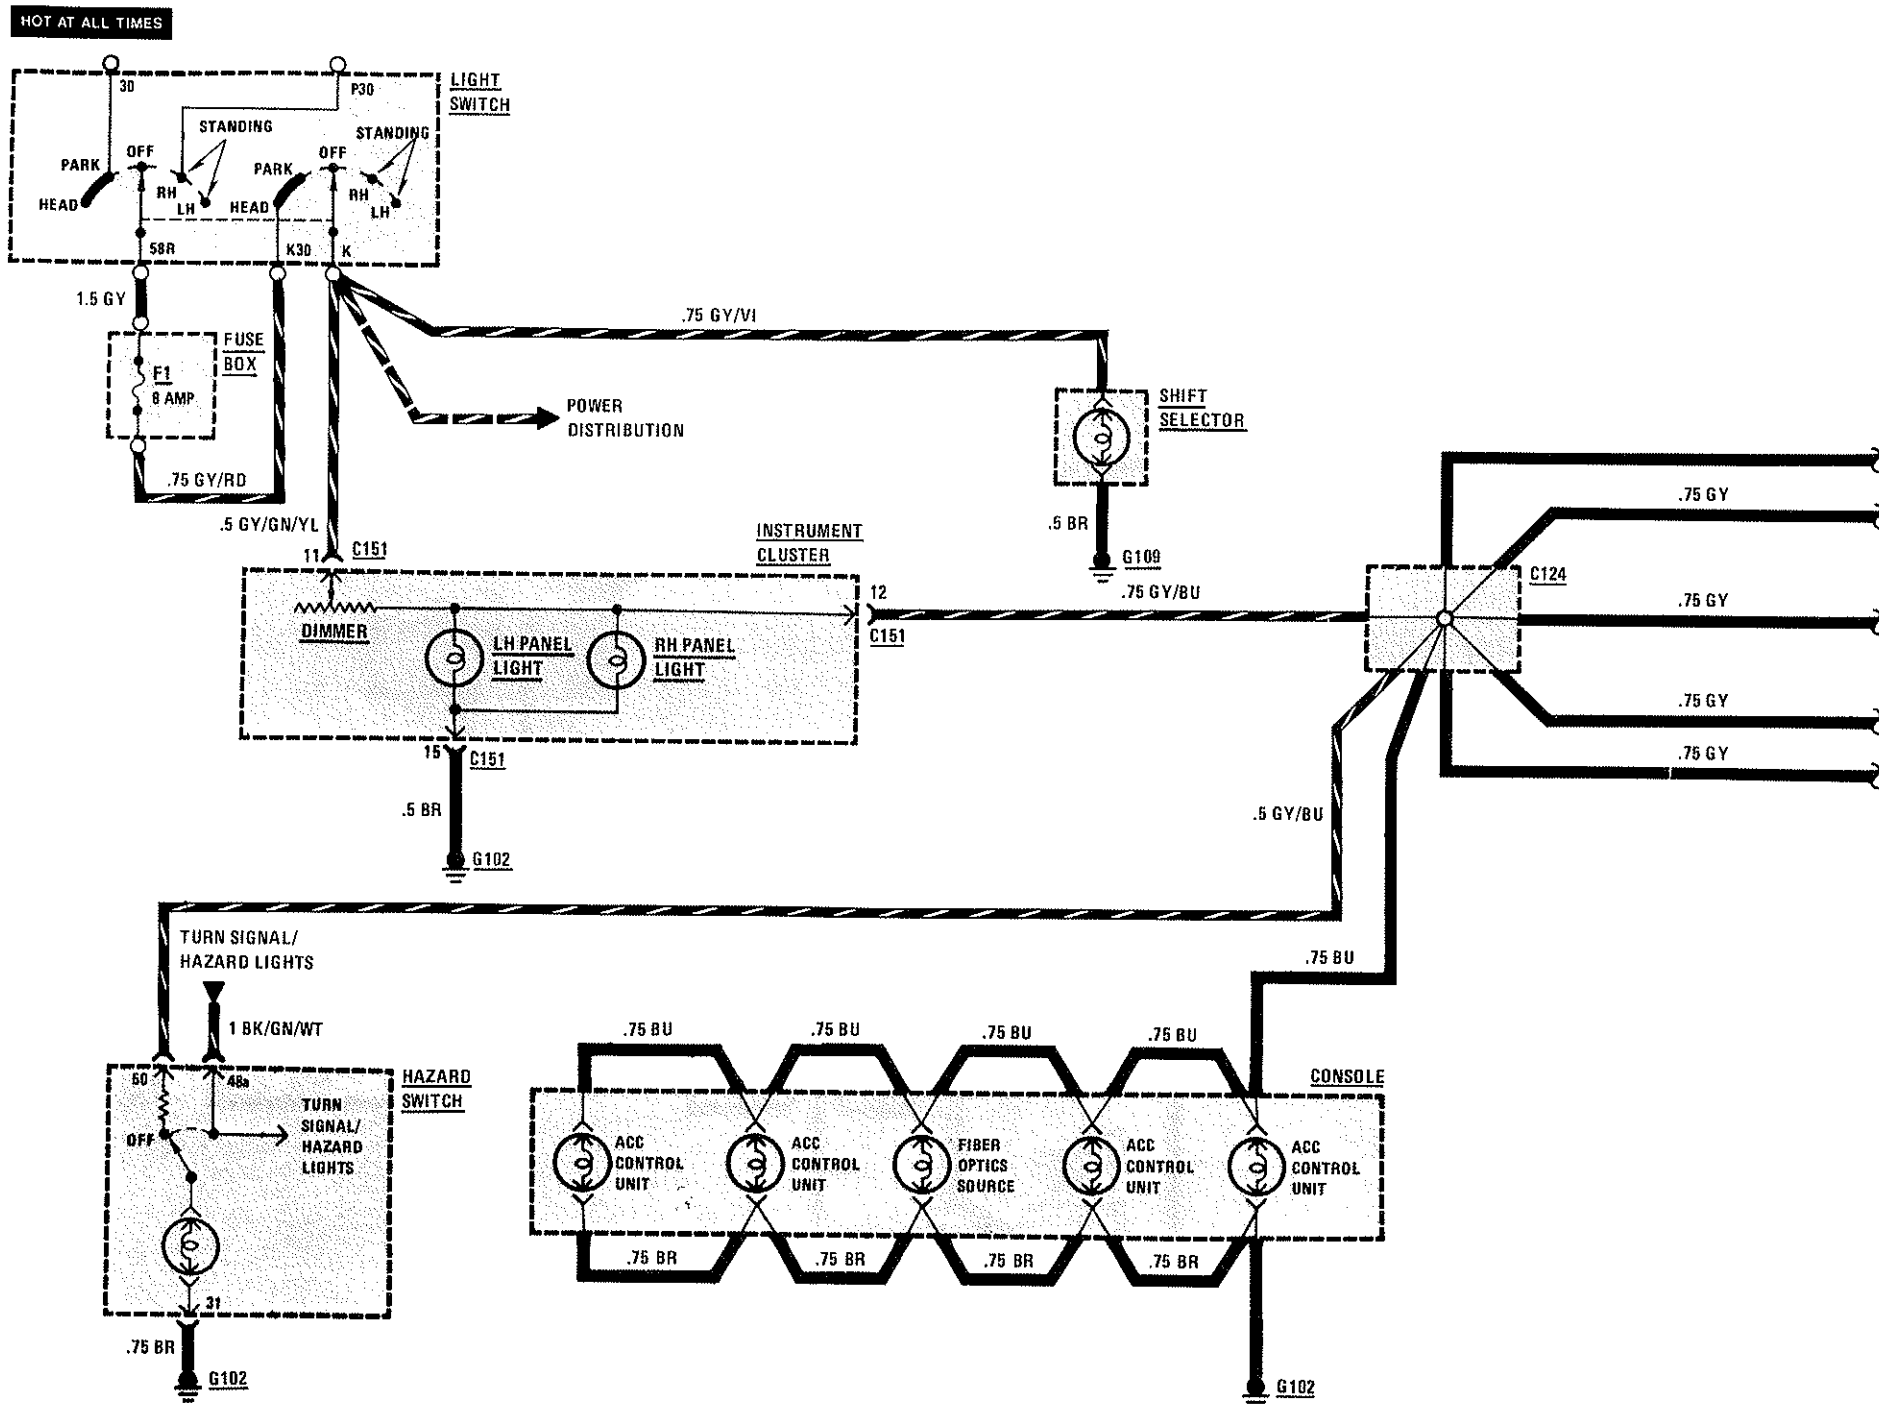 HOT AT ALL TIMES
30
P30
LIGHT
SWITCH
STANDING
STANDING
OFF
OFF
PARK
PARK
RH
RH
HEAD
LH
HEAD
LH
58R
K30
K
1.5 GY
.75 GY/VI
FUSE
BOX
F1
8 AMP
POWER
DISTRIBUTION
SHIFT
SELECTOR
.75 GY/RD
.5 GY/GN/YL
.5 BR
G109
.75 GY
11
C151
INSTRUMENT
CLUSTER
12
.75 GY/BU
C151
C124
.75 GY
DIMMER
LH PANEL
LIGHT
RH PANEL
LIGHT
.75 GY
.75 GY
15
C151
.5 BR
G102
.5 GY/BU
TURN SIGNAL/
HAZARD LIGHTS
.75 BU
1 BK/GN/WT
.75 BU
.75 BU
.75 BU
.75 BU
48a
HAZARD
SWITCH
CONSOLE
TURN
SIGNAL/
HAZARD
LIGHTS
OFF
ACC
CONTROL
UNIT
ACC
CONTROL
UNIT
FIBER
OPTICS
SOURCE
ACC
CONTROL
UNIT
ACC
CONTROL
UNIT
.75 BR
.75 BR
.75 BR
.75 BR
31
.75 BR
G102
G102